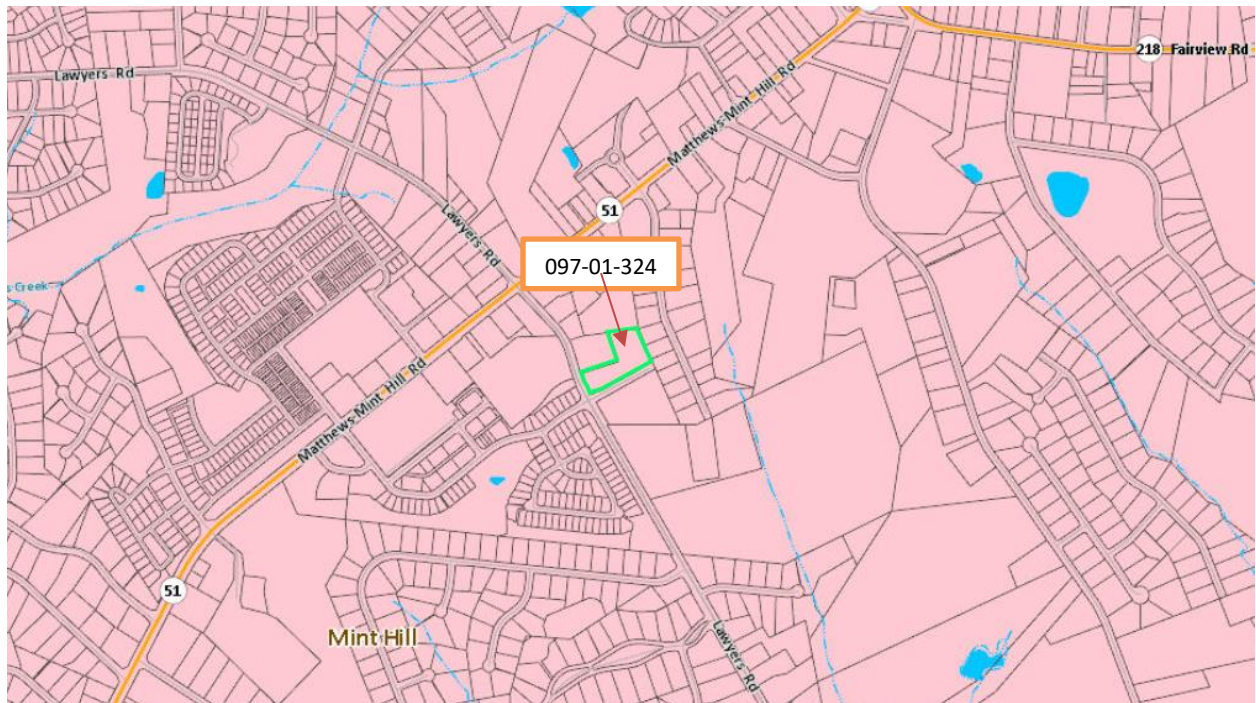 218 Fairview Rd
Lawyers Rd
Matthews-Mint Hill Rd
51
Lawyers Rd
097-01-324
s Creek
Matthews-Mint Hill Rd
51
Mint Hill
Lawyers Rd